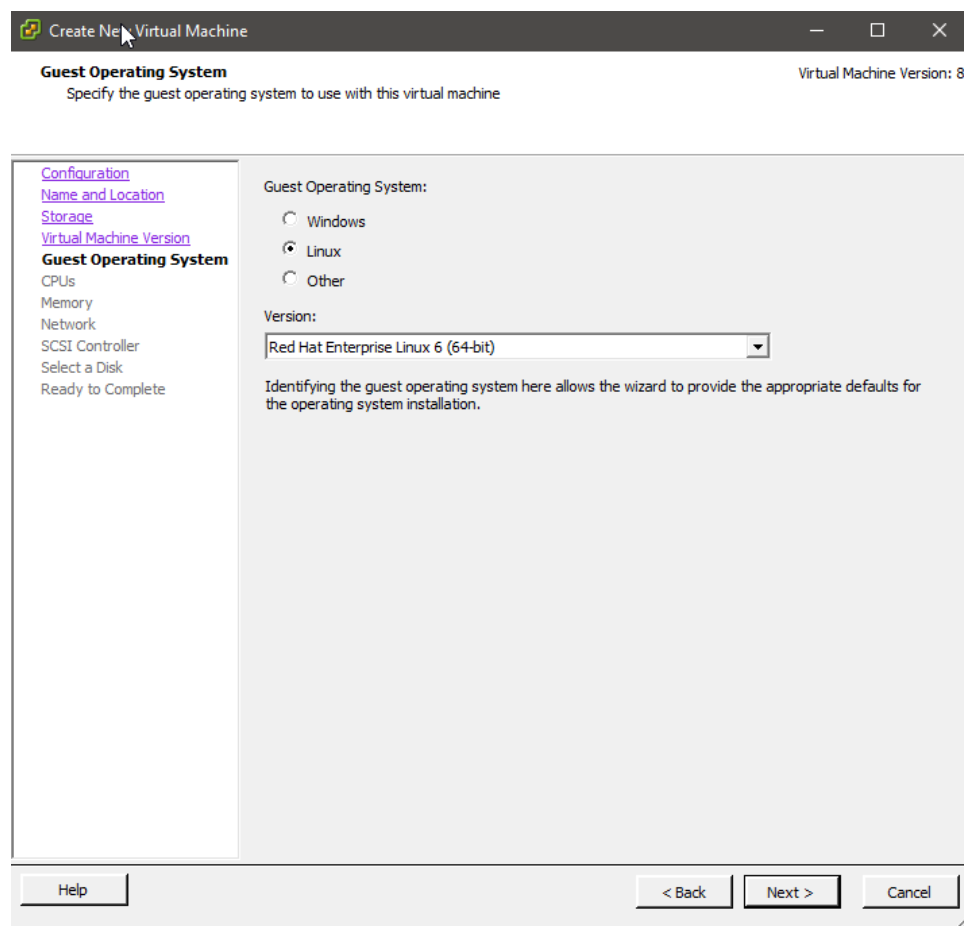 Create New Virtual Machine
Guest Operating System
Virtual Machine Version: 8
Specify the guest operating system to use with this virtual machine
Configuration
Name and Location
Storage
Virtual Machine Version
Guest Operating System
CPUs
Memory
Network
SCSI Controller
Select a Disk
Ready to Complete
Guest Operating System:
Windows
Linux
Other
Version:
Red Hat Enterprise Linux 6 (64-bit)
Identifying the guest operating system here allows the wizard to provide the appropriate defaults for
the operating system installation.
Help
< Back
Next >
Cancel